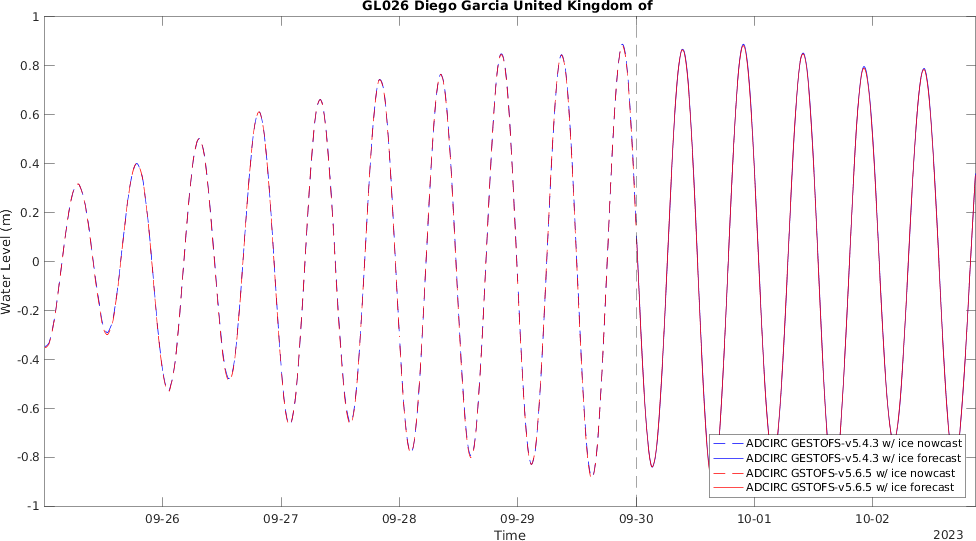 GL026 Diego Garcia United Kingdom of
Water Level (m)
1
0.8
0.6
0.4
0.2
0
-0.2
-0.4
-0.6
-0.8
-1
ADCIRC GESTOFS-v5.4.3 w/ ice nowcast
ADCIRC GESTOFS-v5.4.3 w/ ice forecast
ADCIRC GSTOFS-v5.6.5 w/ ice nowcast
ADCIRC GSTOFS-v5.6.5 w/ ice forecast
09-26 09-27 09-28 09-29 09-30 10-01 10-02
Time
2023